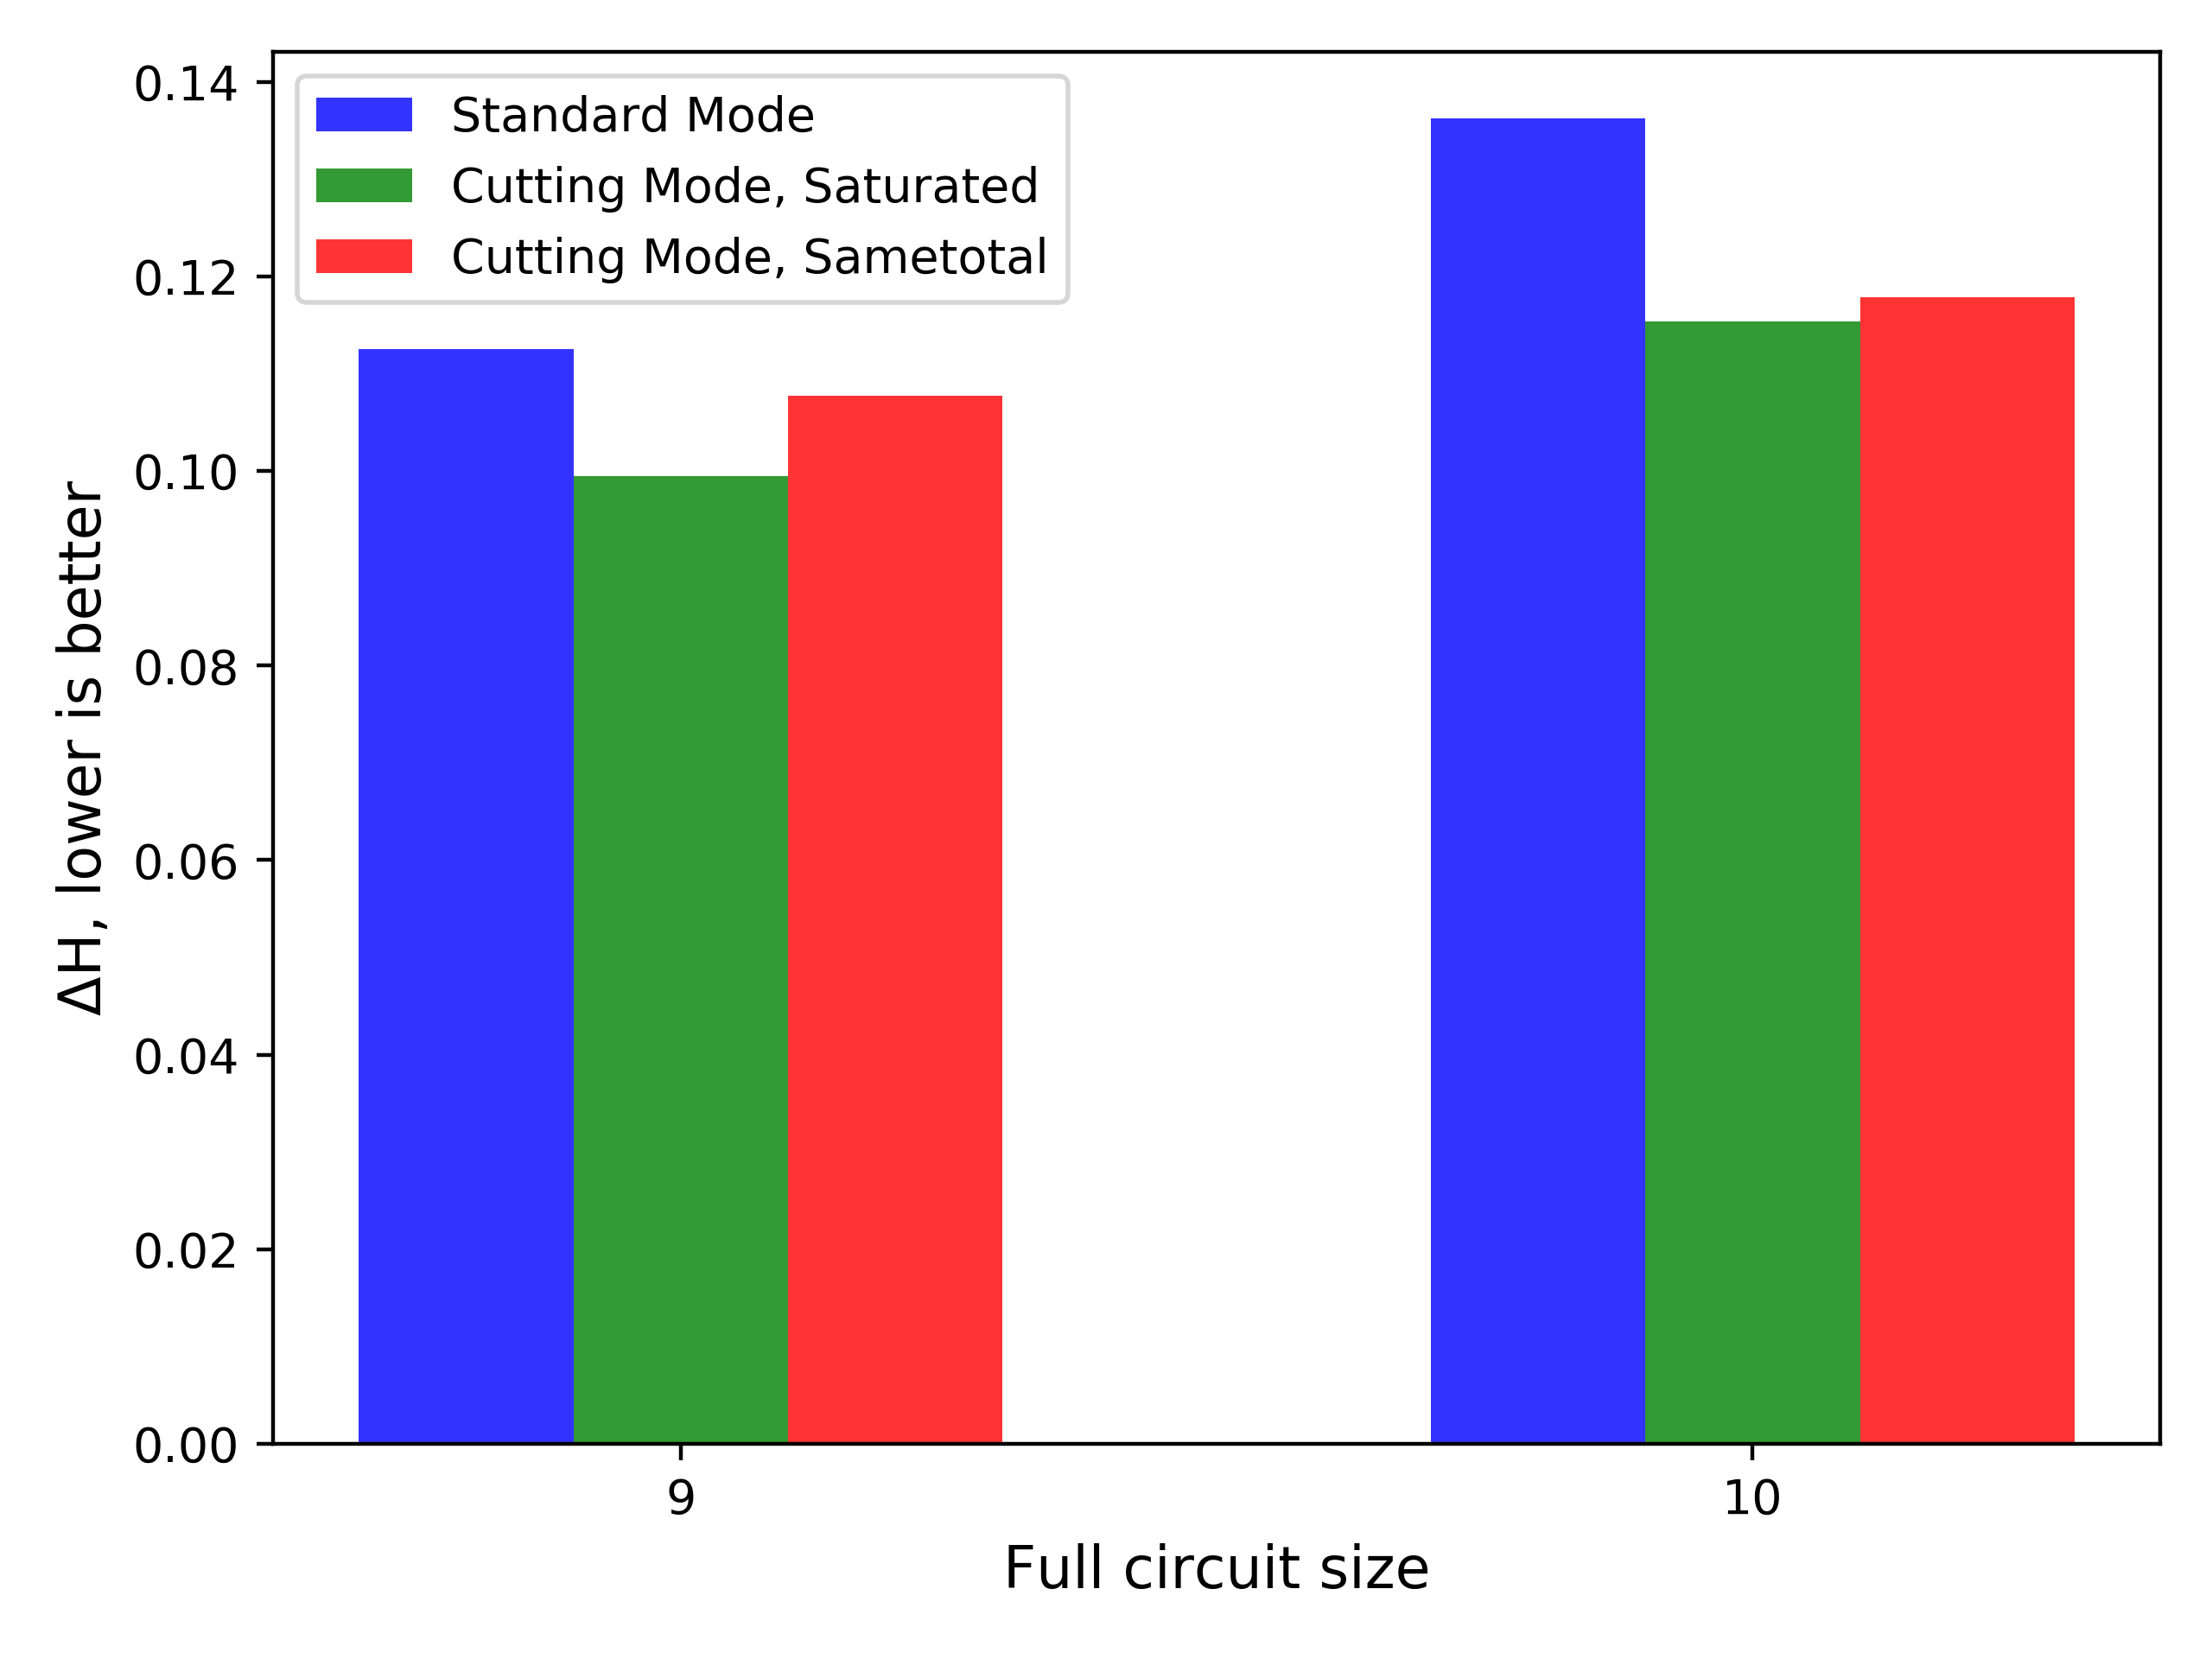 0.14
0.12
0.10
0.08
0.06
0.04
0.02
0.00
ΔH, lower is better
Standard Mode
Cutting Mode, Saturated
Cutting Mode, Sametotal
9
10
Full circuit size